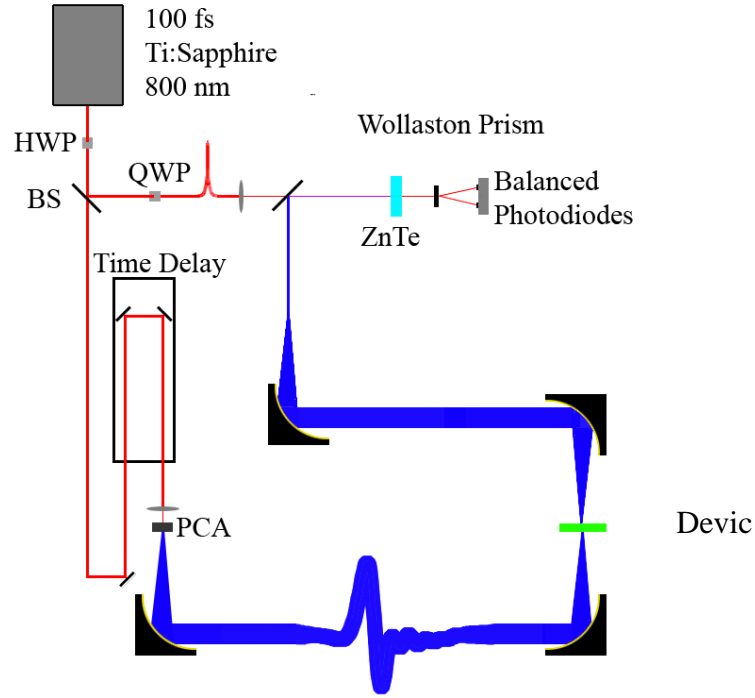 100 fs
Ti:Sapphire
800 nm
HWP
QWP
BS
Wollaston Prism
Balanced
Photodiodes
ZnTe
Time Delay
PCA
Devic